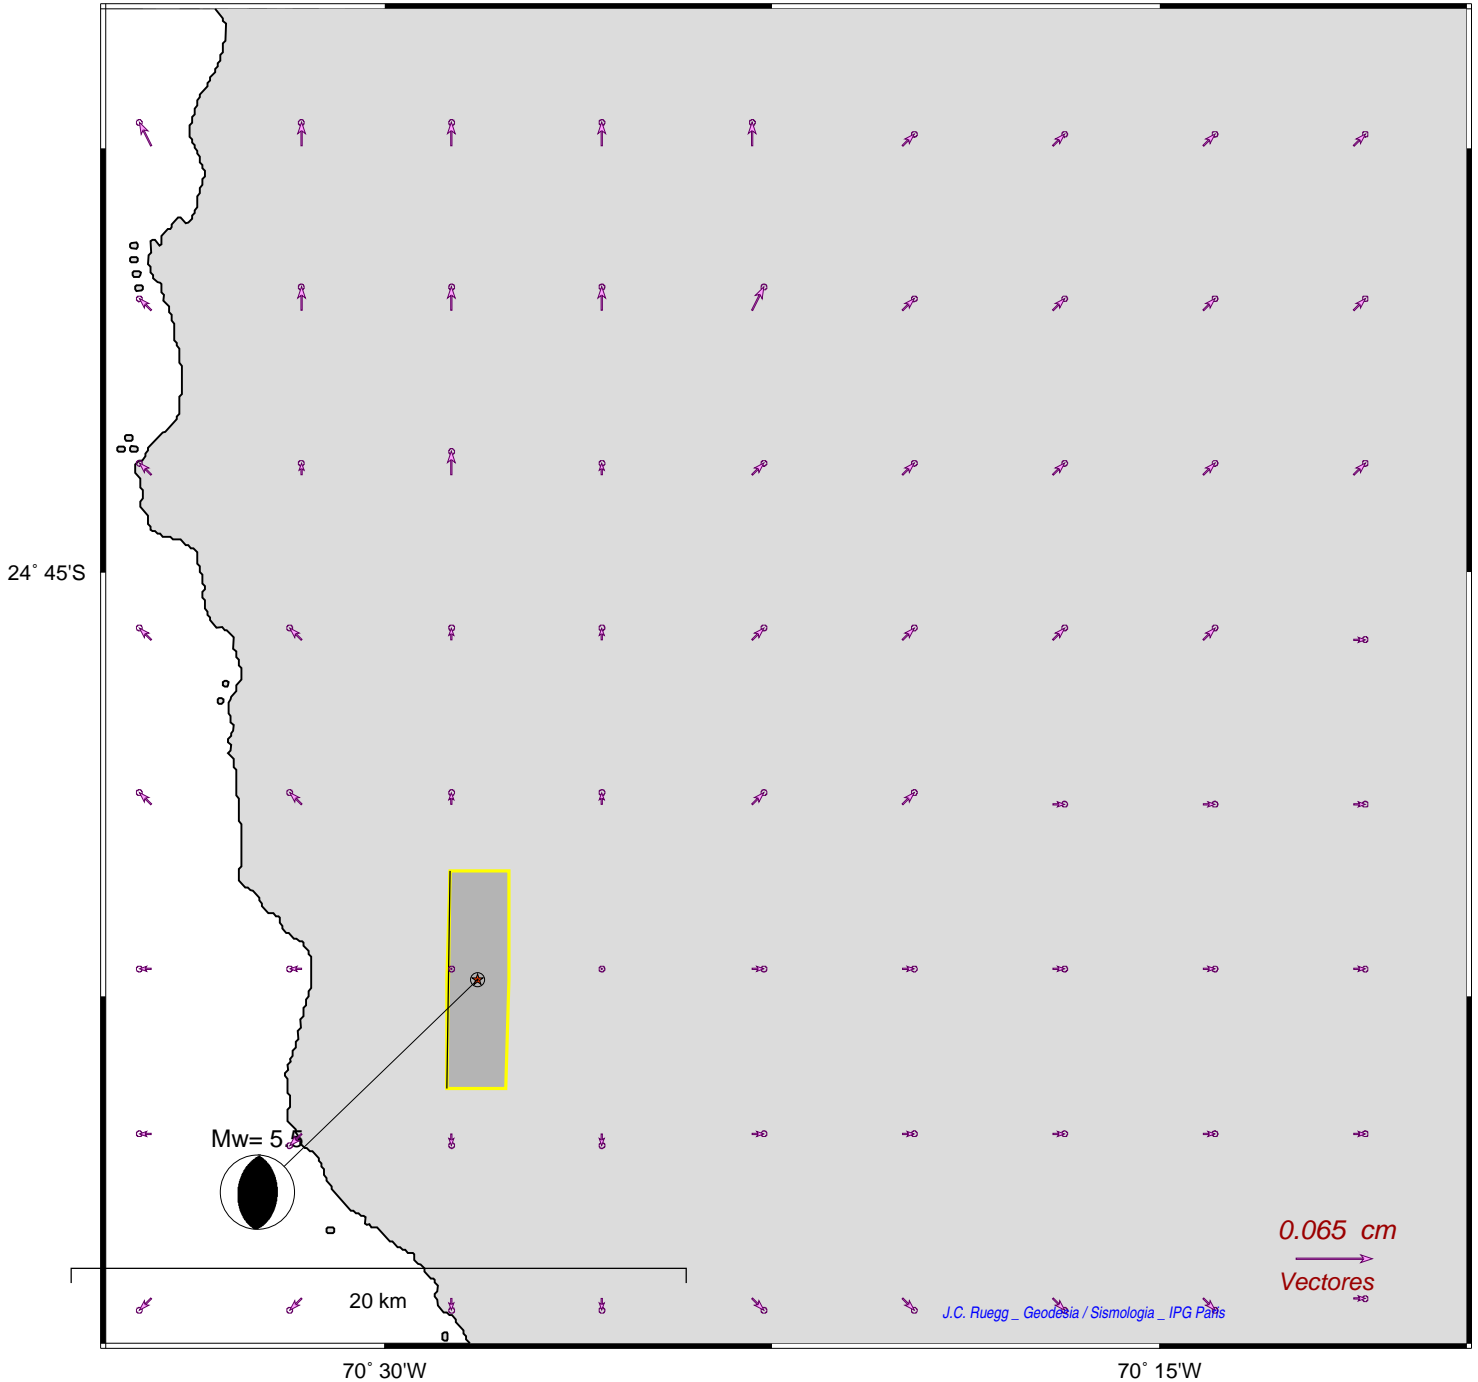 24° 45'S
Mw= 5.5
0.065 cm
Vectores
20 km
J.C. Ruegg _ Geodesia / Sismologia _ IPG Paris
70° 30'W
70° 15'W